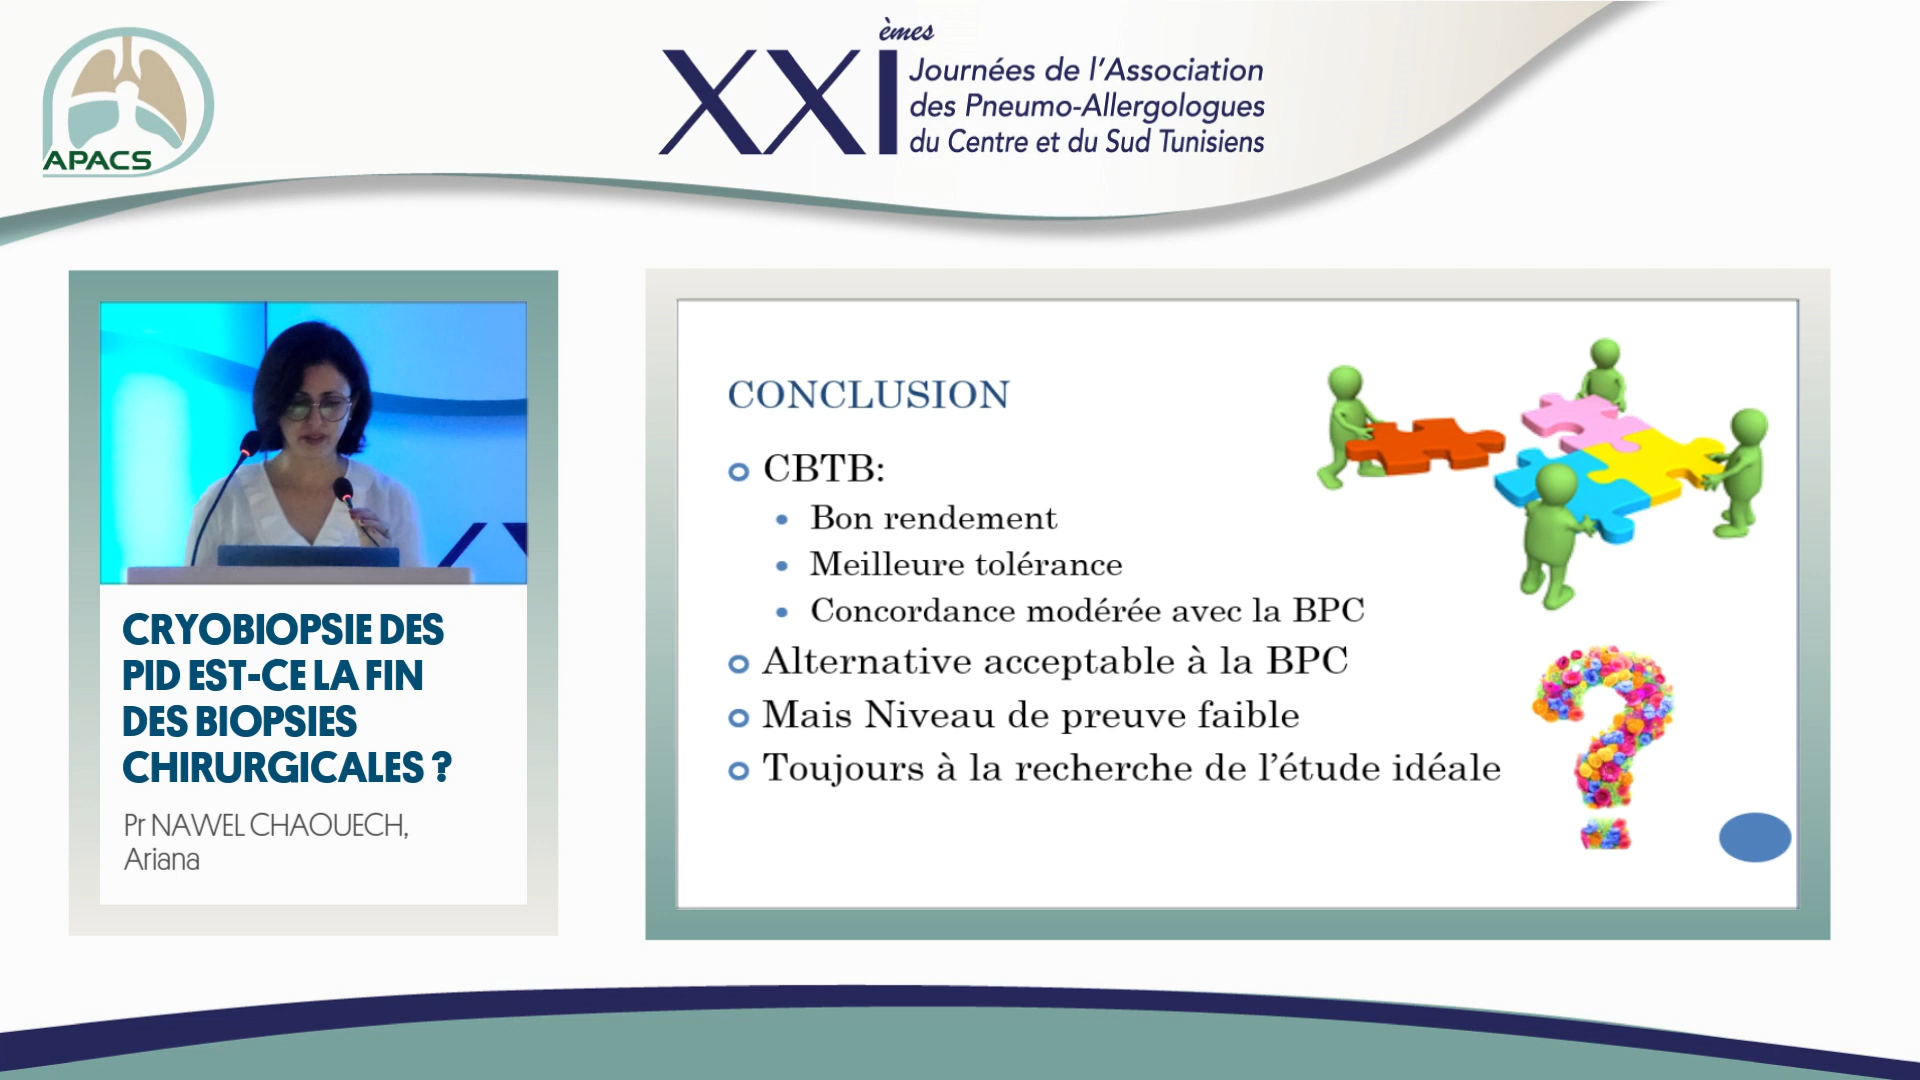 APACS
XXI èmes
Journées de l'Association
des Pneumo-Allergologues
du Centre et du Sud Tunisiens
CRYOBIOPSIE DES
PID EST-CE LA FIN
DES BIOPSIES
CHIRURGICALES ?
Pr NAWEL CHAOUECH,
Ariana
CONCLUSION
CBTB:
Bon rendement
Meilleure tolérance
Concordance modérée avec la BPC
Alternative acceptable à la BPC
Mais Niveau de preuve faible
Toujours à la recherche de l'étude idéale